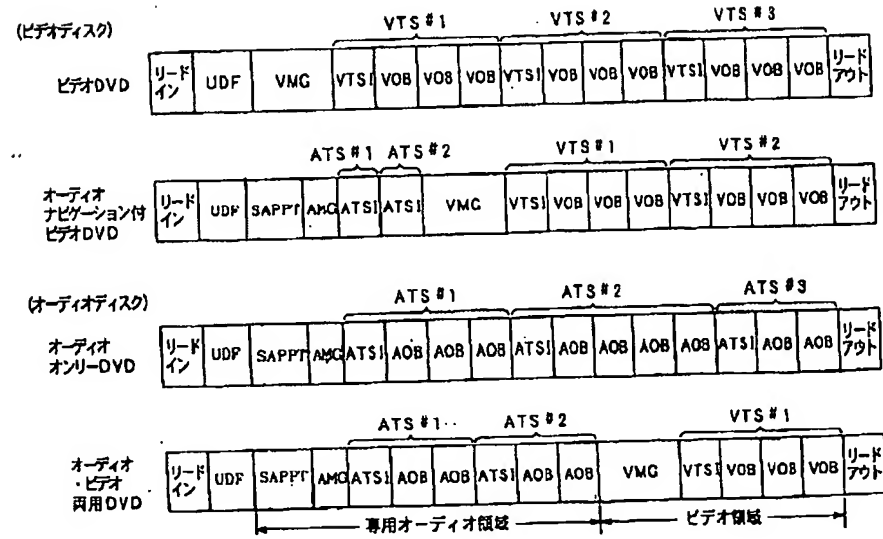 (ビデオディスク)
VTS #1 VTS #2 VTS #3
ビデオDVD
リードイン UDF VMG VTSI VOB VOB VOB VTSI VOB VOB VOB VTSI VOB VOB VOB リードアウト
ATS #1 ATS #2 VTS #1 VTS #2
オーディオ
ナビゲーション付
ビデオDVD
リードイン UDF SAPPT AMG ATSI ATSI VMG VTSI VOB VOB VOB VTSI VOB VOB VOB リードアウト
(オーディオディスク)
ATS #1 ATS #2 ATS #3
オーディオ
オンリーDVD
リードイン UDF SAPPT AMG ATSI AOB AOB AOB ATSI AOB AOB AOB AOB ATSI AOB AOB リードアウト
ATS #1 ATS #2 VTS #1
オーディオ
・ビデオ
両用DVD
リードイン UDF SAPPT AMG ATSI AOB AOB ATSI AOB AOB VMG VTSI VOB VOB VOB リードアウト
専用オーディオ領域 ビデオ領域